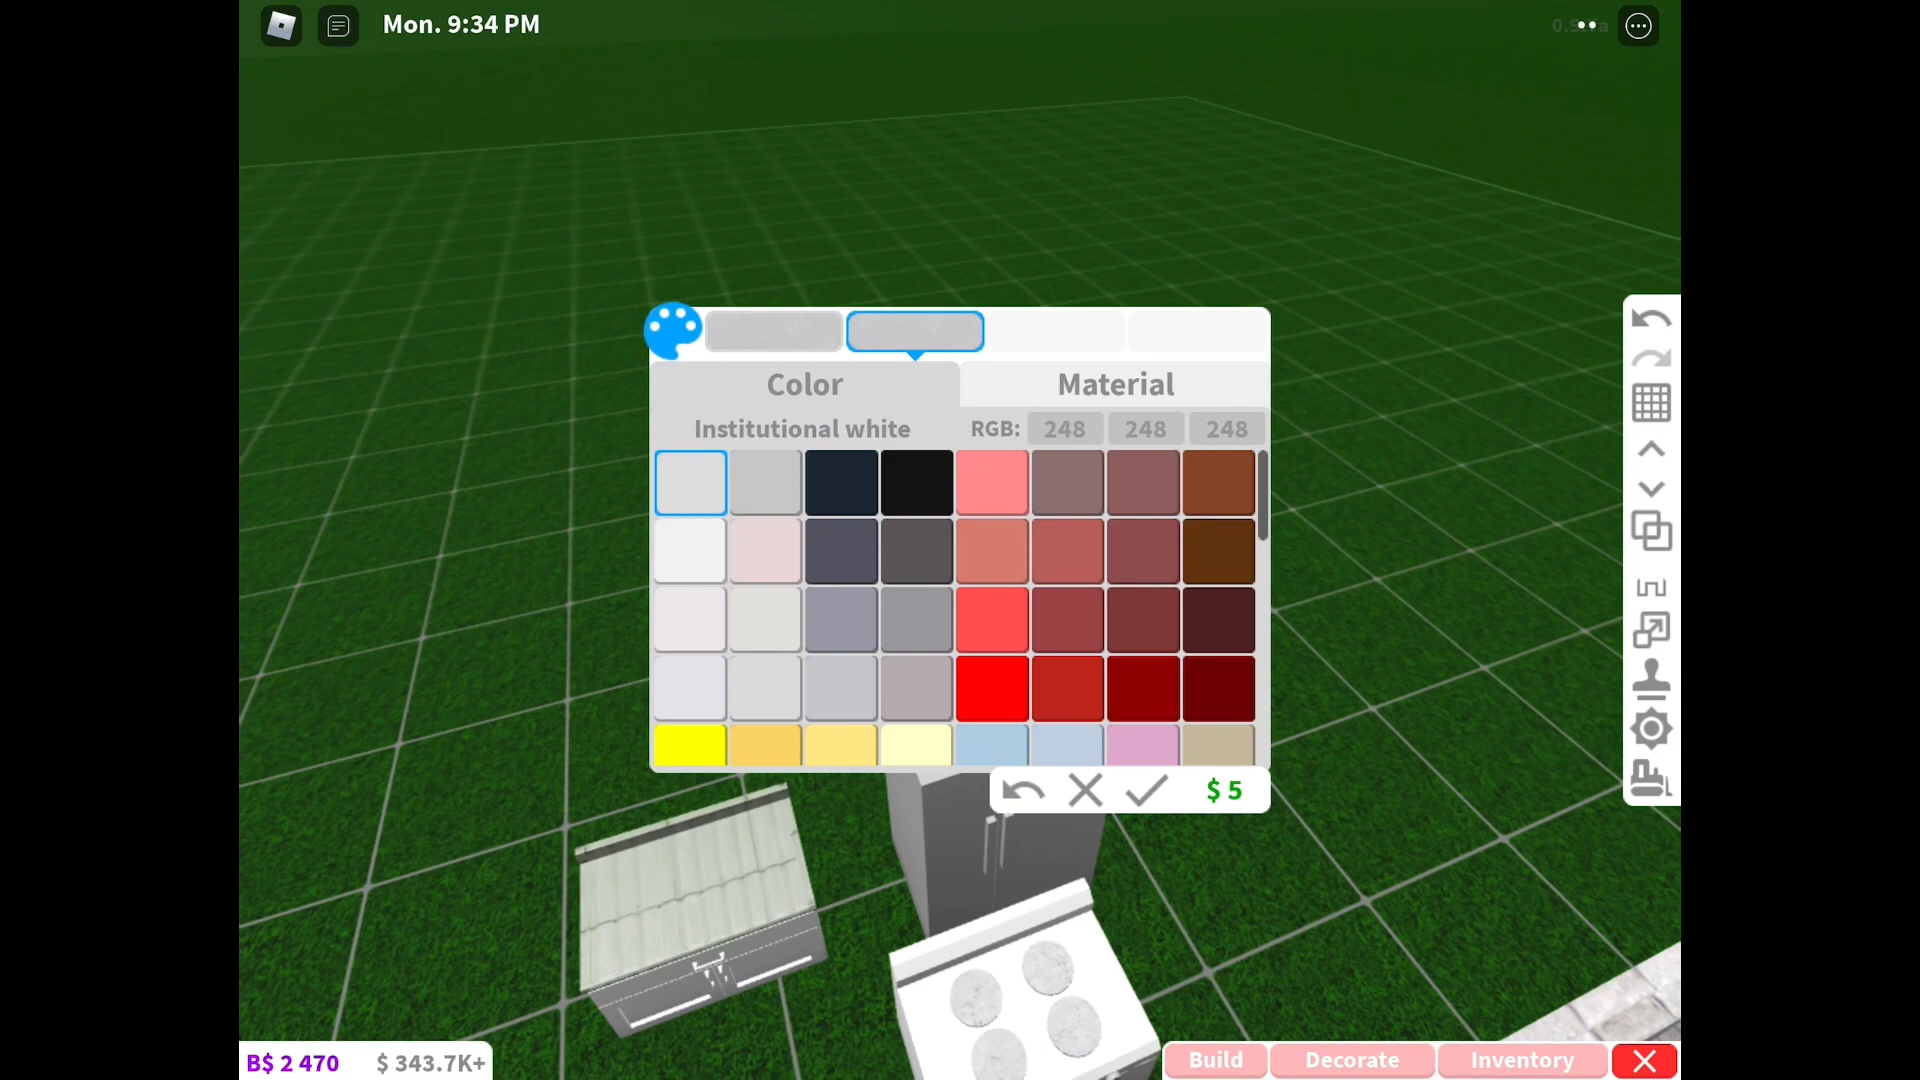 Mon. 9:34 PM
Color
Material
Institutional white
RGB: 248 248 248
$ 5
B$ 2 470
$ 343.7K+
Build
Decorate
Inventory